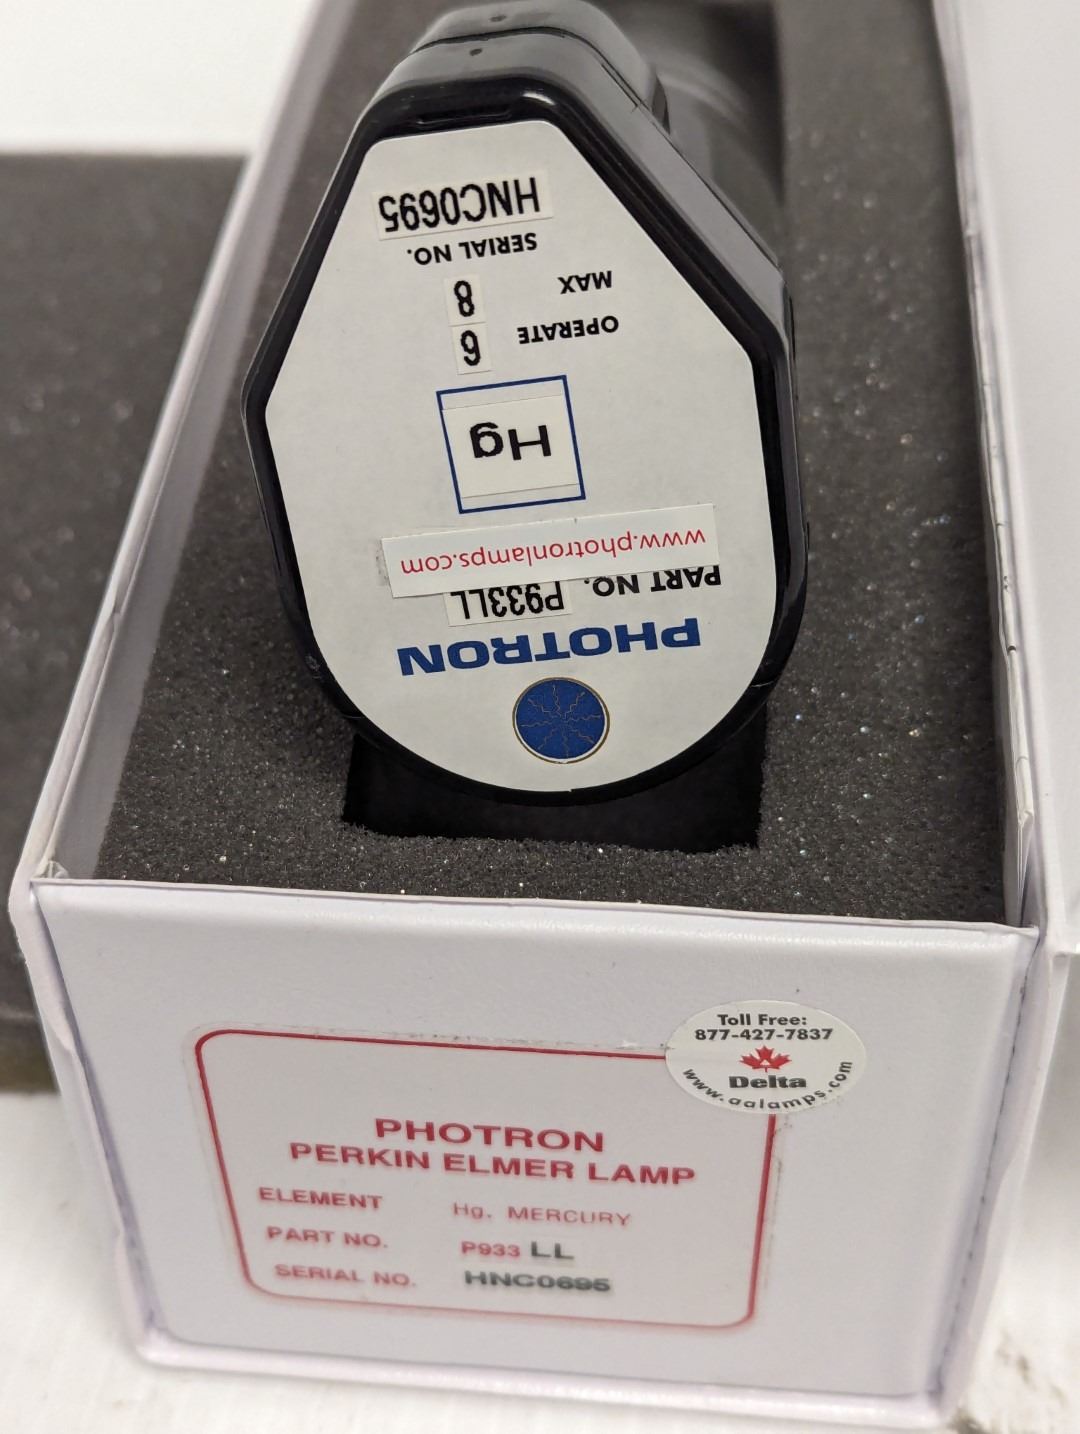 PHOTRON
PART NO. P933LL
www.photronlamps.com
Hg
OPERATE 6
MAX 8
SERIAL NO.
HNC0695
Toll Free:
877-427-7837
Delta
www.aalamps.com
PHOTRON
PERKIN ELMER LAMP
ELEMENT Hg. MERCURY
PART NO. P933 LL
SERIAL NO. HNC0695